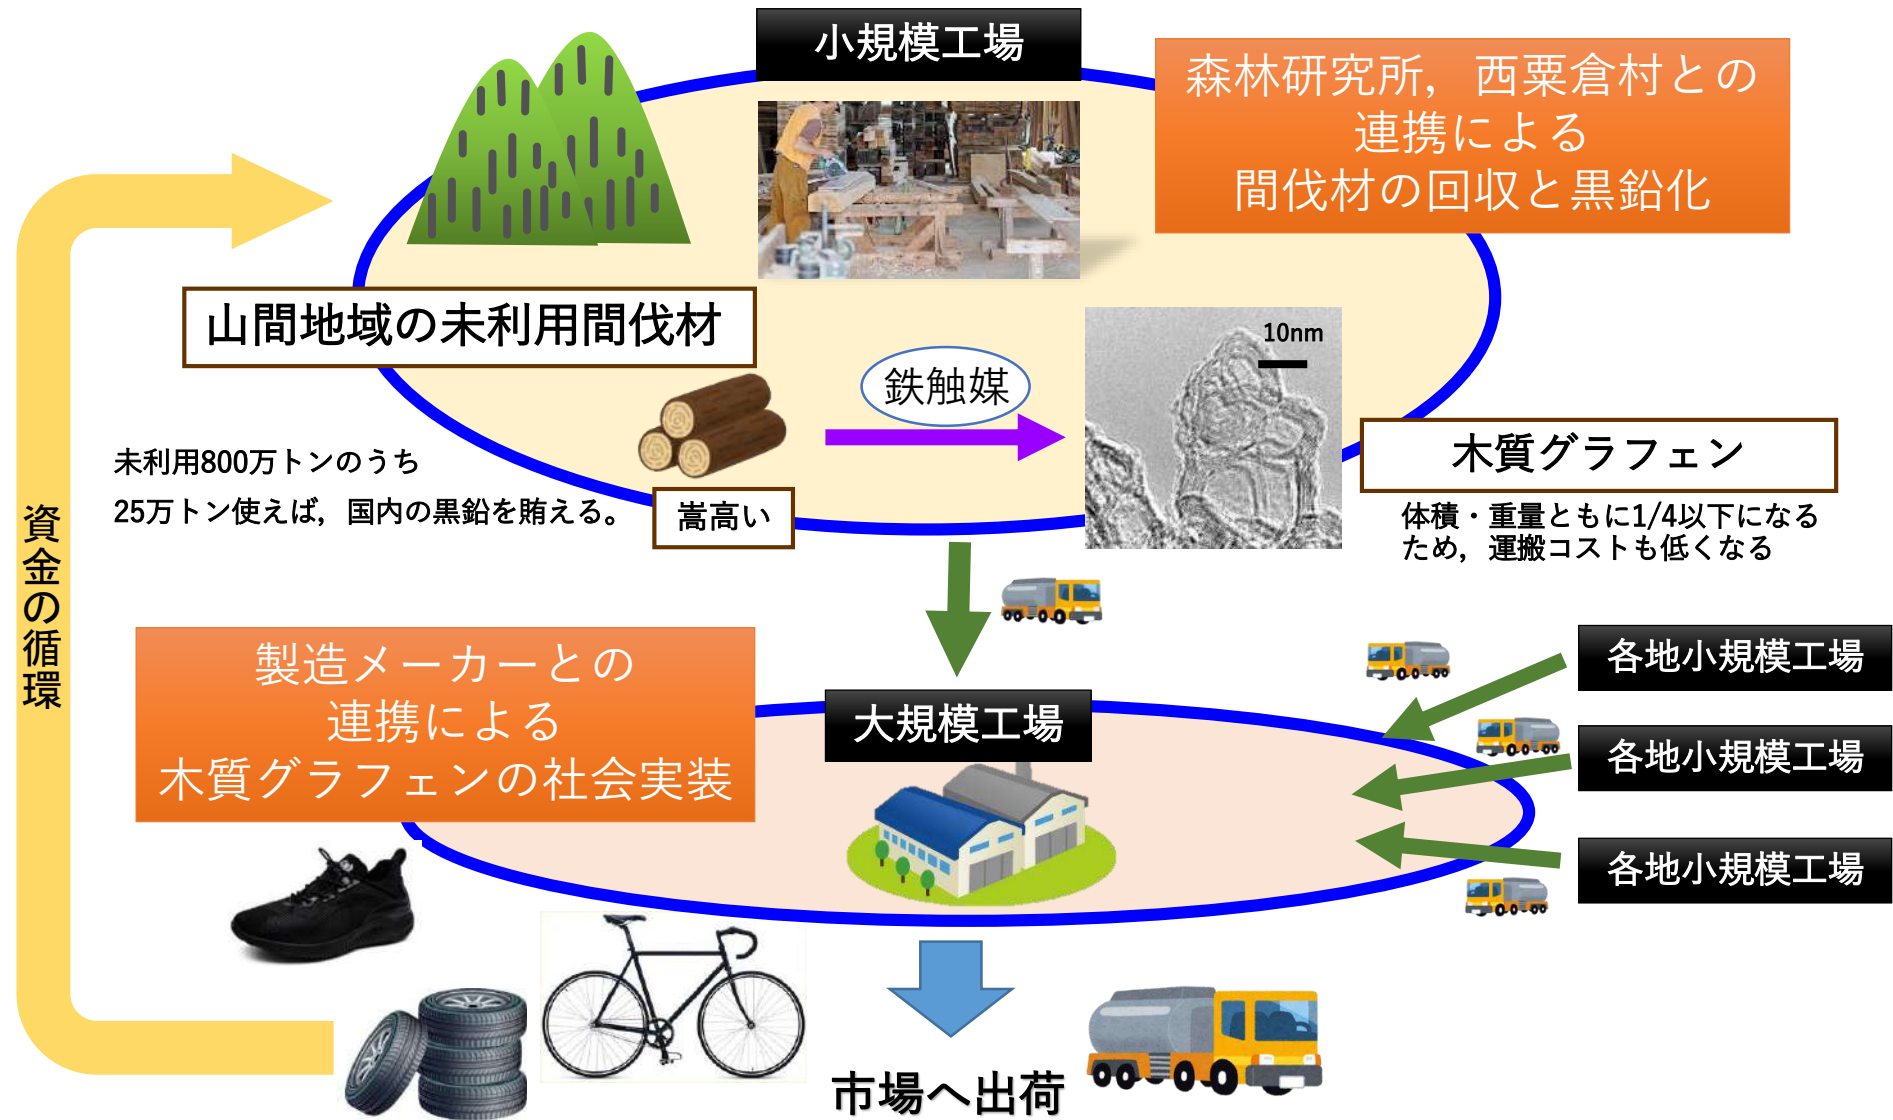 小規模工場
森林研究所，西粟倉村との
連携による
間伐材の回収と黒鉛化
山間地域の未利用間伐材
10nm
鉄触媒
木質グラフェン
未利用800万トンのうち
25万トン使えば，国内の黒鉛を賄える。
嵩高い
体積・重量ともに1/4以下になる
ため，運搬コストも低くなる
資金の循環
製造メーカーとの
連携による
木質グラフェンの社会実装
大規模工場
各地小規模工場
各地小規模工場
各地小規模工場
市場へ出荷